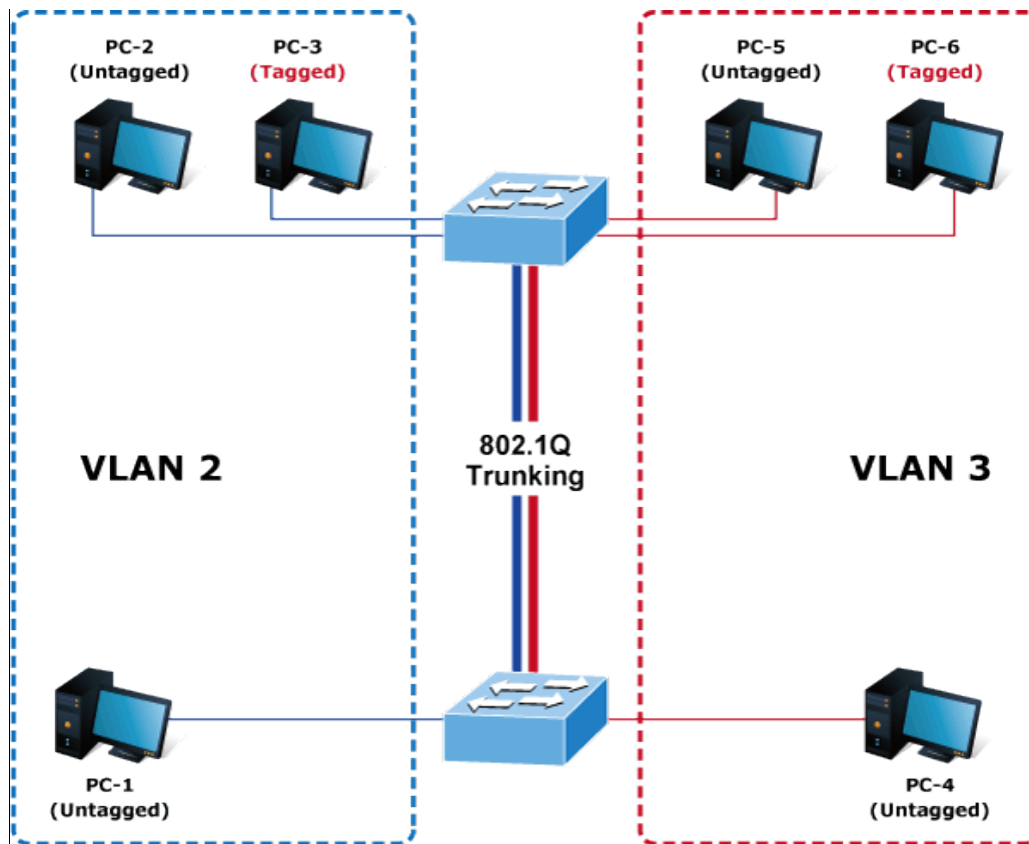 PC-2
(Untagged)
PC-3
(Tagged)
PC-5
(Untagged)
PC-6
(Tagged)
802.1Q
Trunking
VLAN 2
VLAN 3
PC-1
(Untagged)
PC-4
(Untagged)